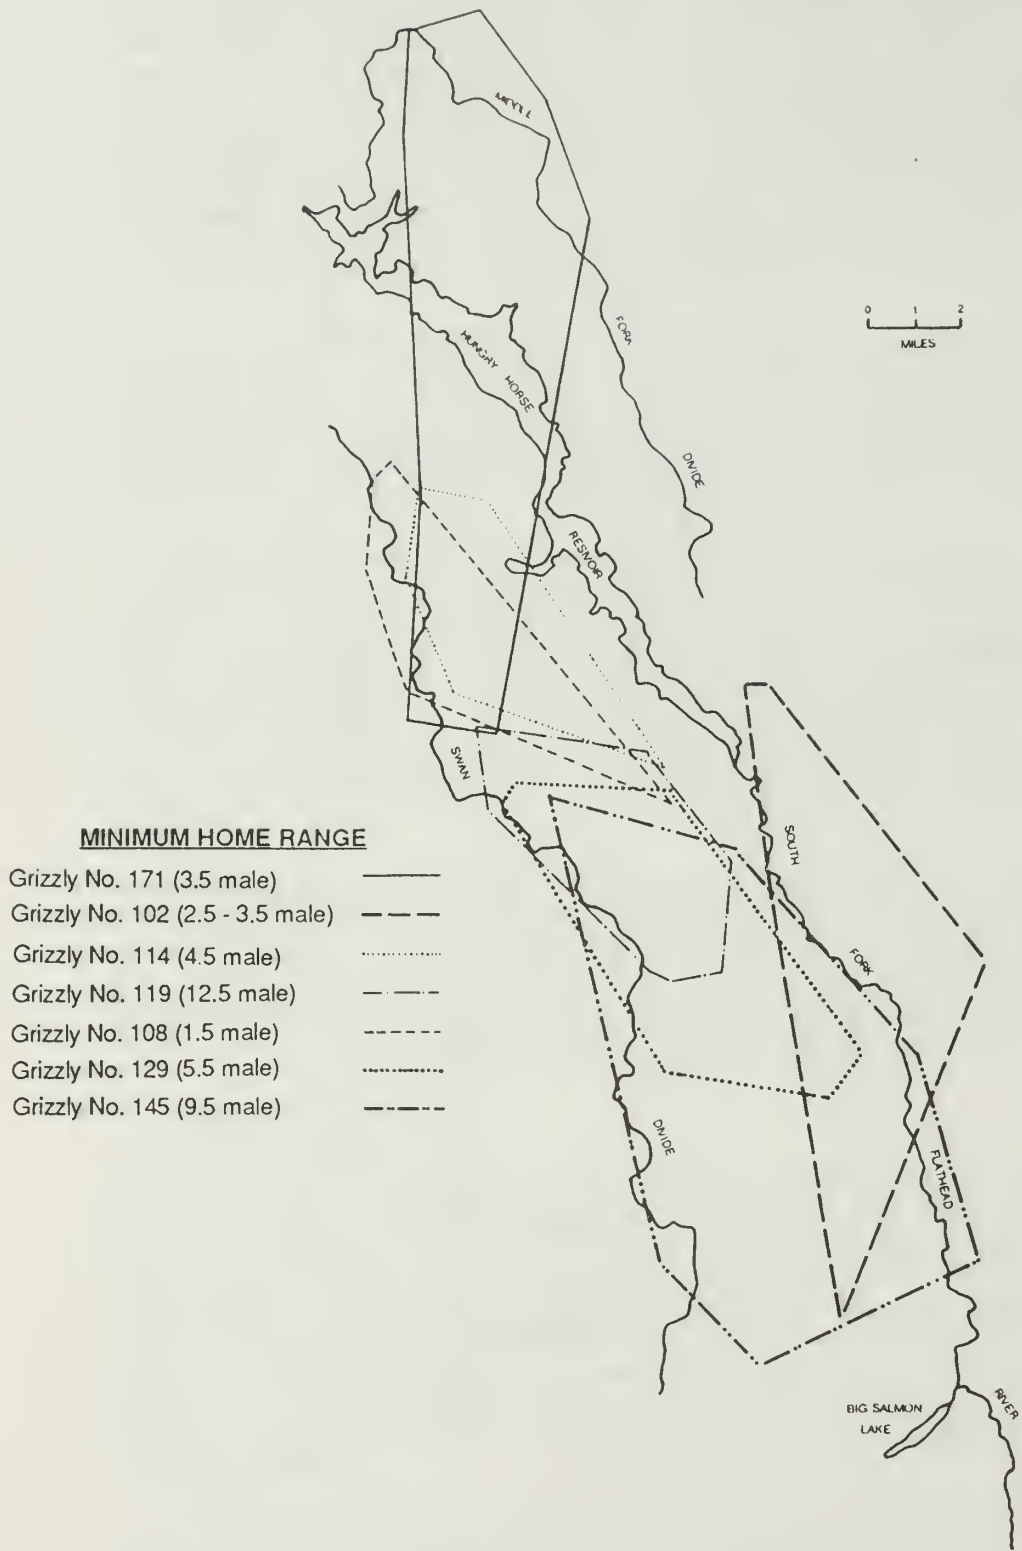 FORK
0 1 2
MILES
HUNGRY HORSE
DIVIDE
SWAN
SOUTH
MINIMUM HOME RANGE
Grizzly No. 171 (3.5 male)
Grizzly No. 102 (2.5 - 3.5 male)
Grizzly No. 114 (4.5 male)
Grizzly No. 119 (12.5 male)
Grizzly No. 108 (1.5 male)
Grizzly No. 129 (5.5 male)
Grizzly No. 145 (9.5 male)
FORK
DIVIDE
FLATHEAD
RIVER
BIG SALMON
LAKE